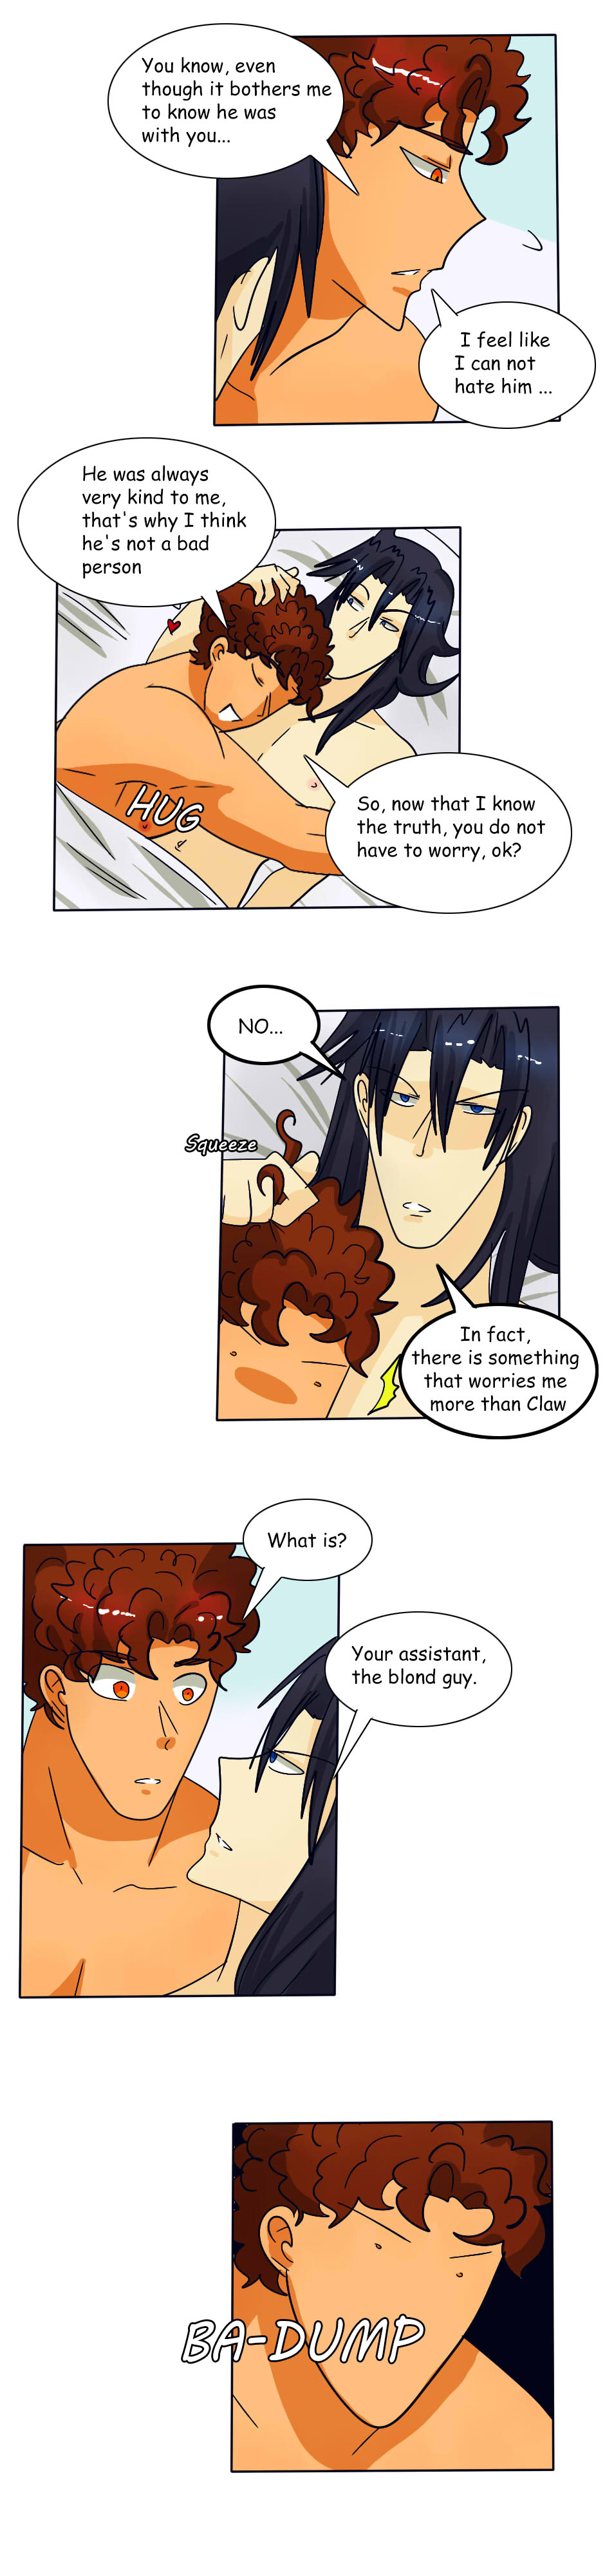 You know, even
though it bothers me
to know he was
with you...
I feel like
I can not
hate him ...
He was always
very kind to me,
that's why I think
he's not a bad
person
HUG
So, now that I know
the truth, you do not
have to worry, ok?
NO...
Squeeze
In fact,
there is something
that worries me
more than Claw
What is?
Your assistant,
the blond guy.
BA-DUMP